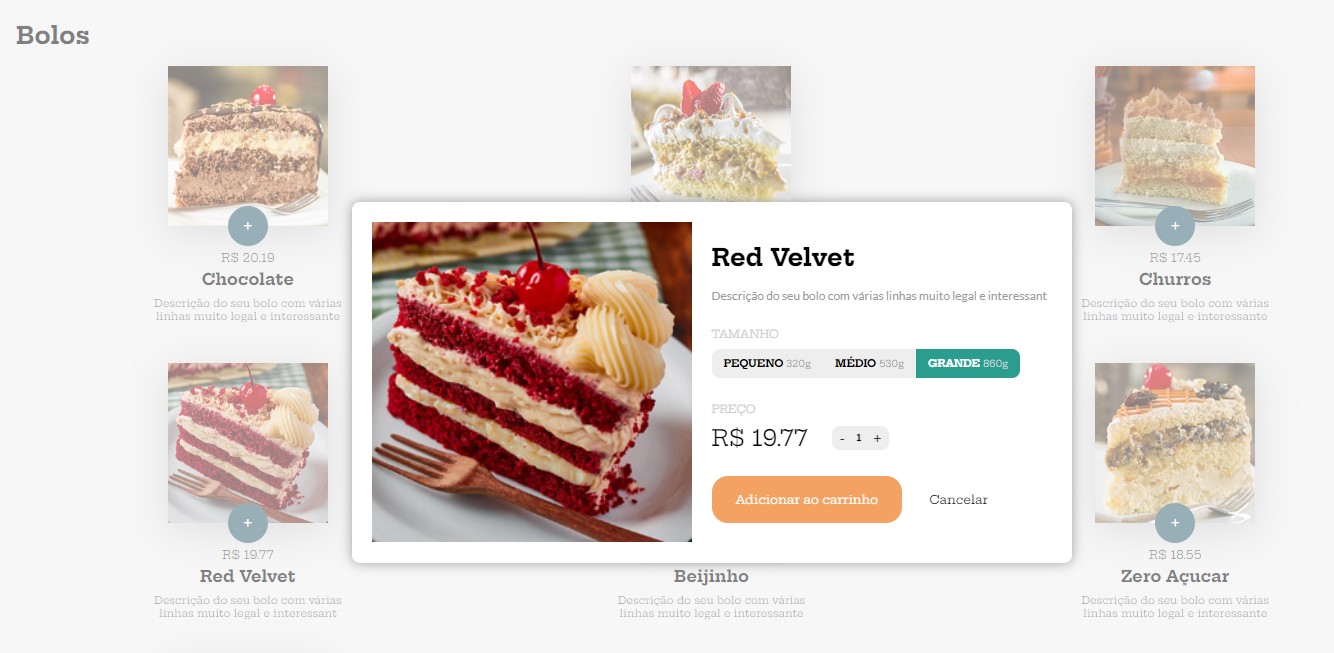 Bolos
+
R$ 20.19
Chocolate
Descrição do seu bolo com várias
linhas muito legal e interessante
+
R$ 17.45
Churros
Descrição do seu bolo com várias
linhas muito legal e interessante
Red Velvet
Descrição do seu bolo com várias linhas muito legal e interessant
TAMANHO
PEQUENO 320g MÉDIO 530g GRANDE 860g
PREÇO
R$ 19.77 - 1 +
Adicionar ao carrinho Cancelar
+
R$ 19.77
Red Velvet
Descrição do seu bolo com várias
linhas muito legal e interessant
Beijinho
Descrição do seu bolo com várias
linhas muito legal e interessante
+
R$ 18.55
Zero Açucar
Descrição do seu bolo com várias
linhas muito legal e interessante